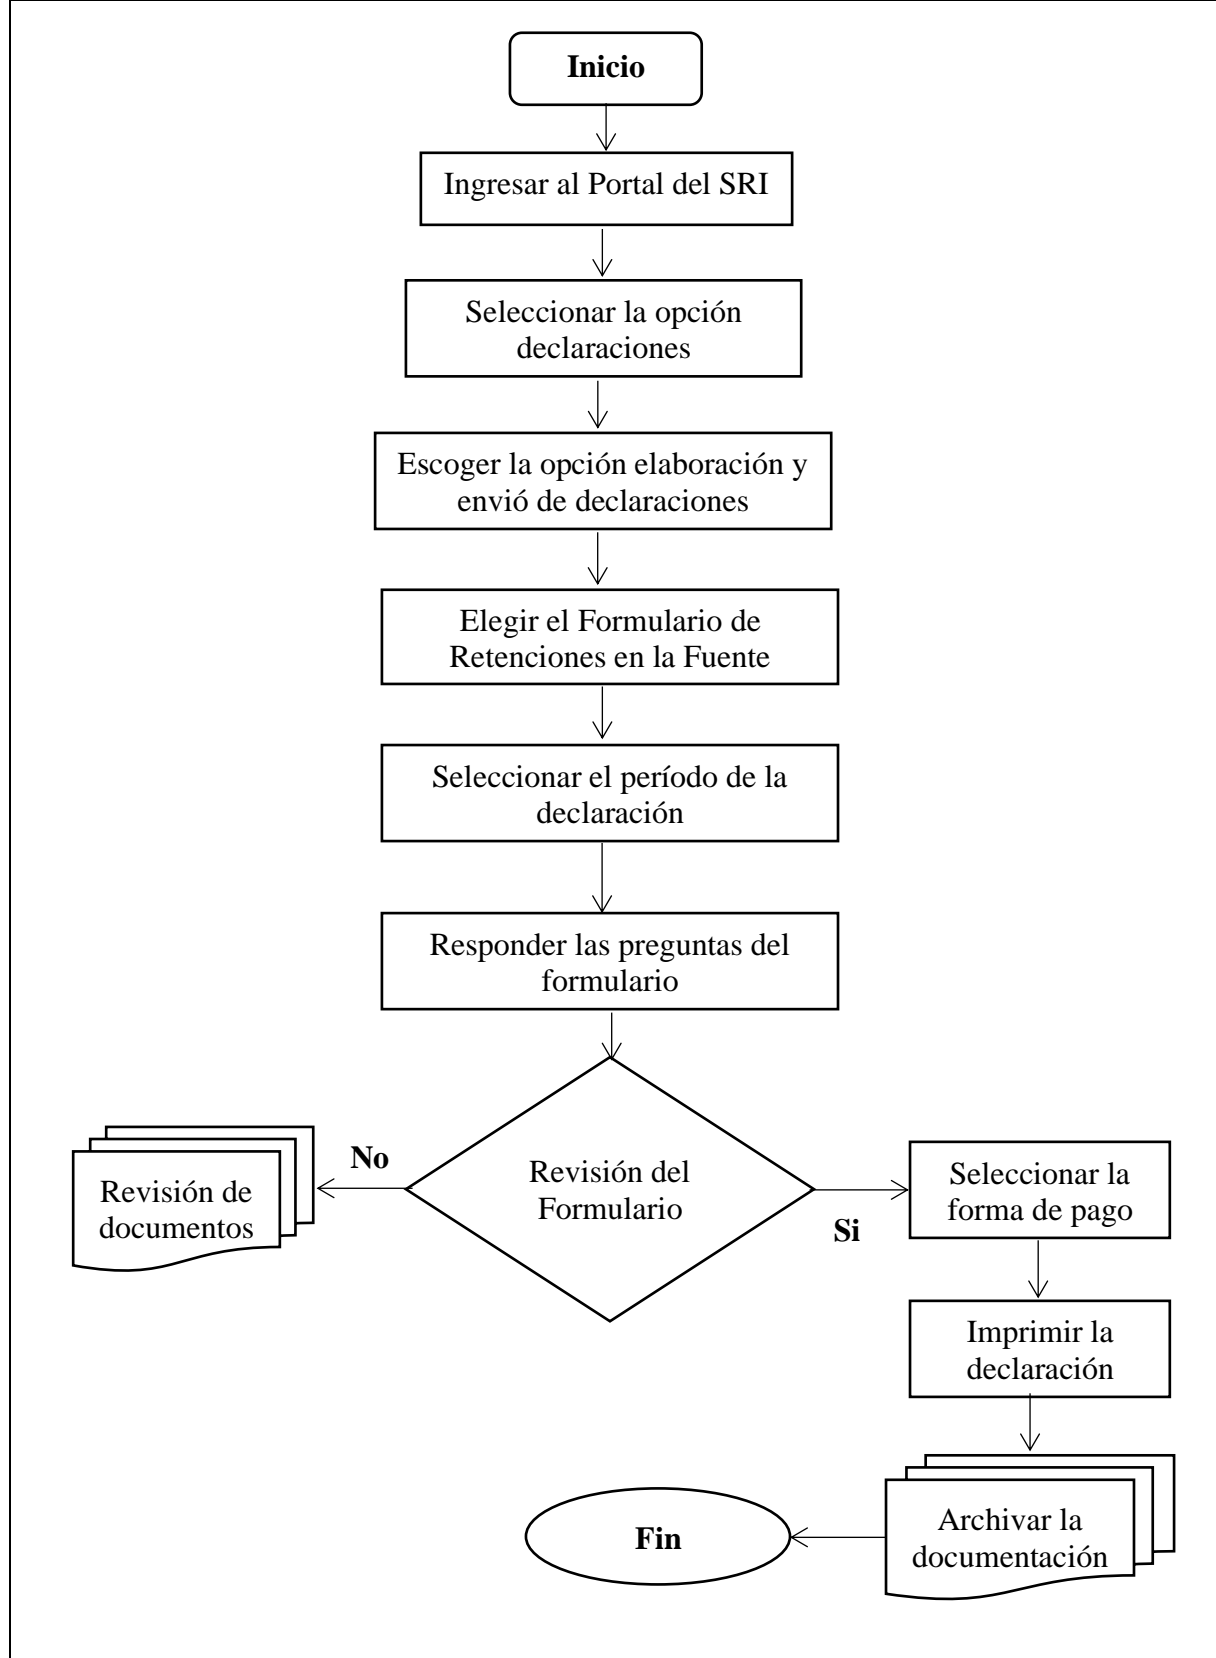 Inicio
Ingresar al Portal del SRI
Seleccionar la opción
declaraciones
Escoger la opción elaboración y
envió de declaraciones
Elegir el Formulario de
Retenciones en la Fuente
Seleccionar el período de la
declaración
Responder las preguntas del
formulario
Revisión del
Formulario
No
Revisión de
documentos
Si
Seleccionar la
forma de pago
Imprimir la
declaración
Archivar la
documentación
Fin